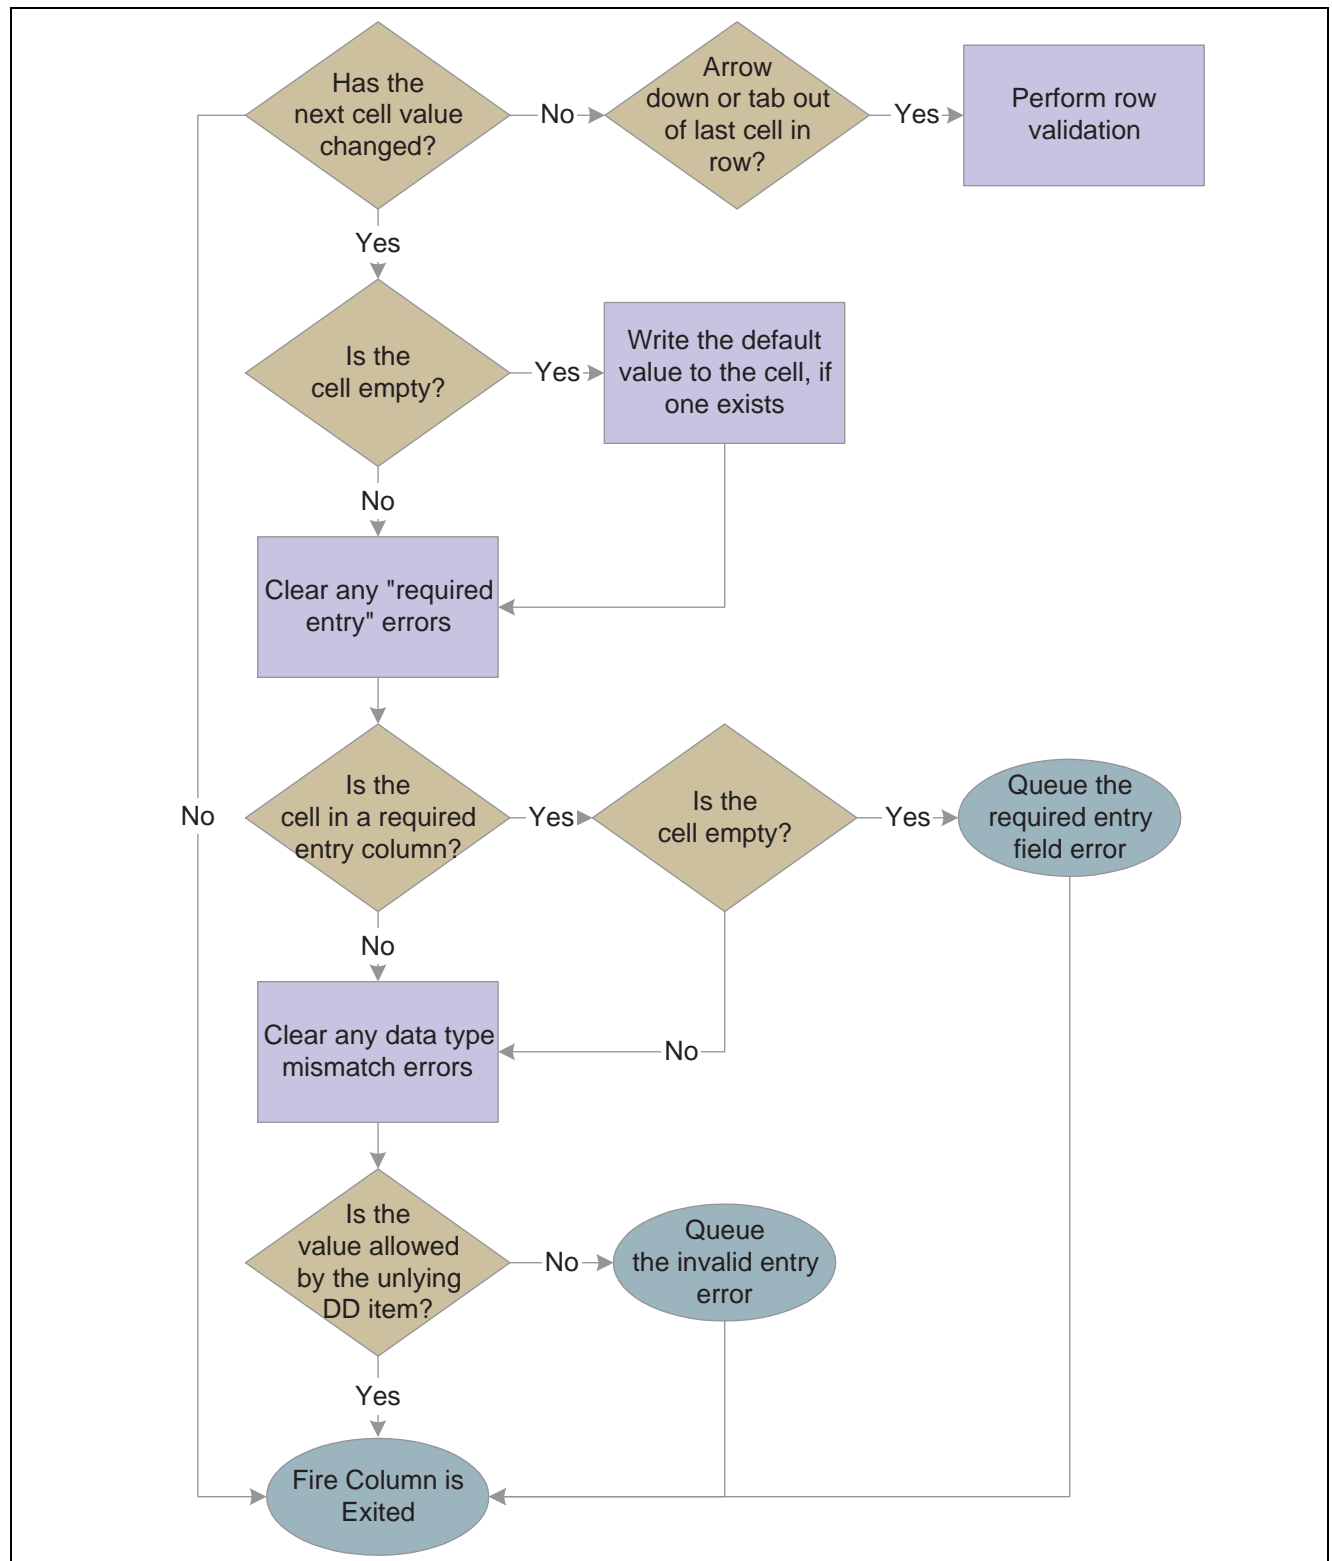 Has the
next cell value
changed?
No
Arrow
down or tab out
of last cell in
row?
Yes
Perform row
validation
Yes
Is the
cell empty?
Yes
Write the default
value to the cell, if
one exists
No
Clear any "required
entry" errors
No
Is the
cell in a required
entry column?
Yes
Is the
cell empty?
Yes
Queue the
required entry
field error
No
Clear any data type
mismatch errors
No
Is the
value allowed
by the unlying
DD item?
No
Queue
the invalid entry
error
Yes
Fire Column is
Exited